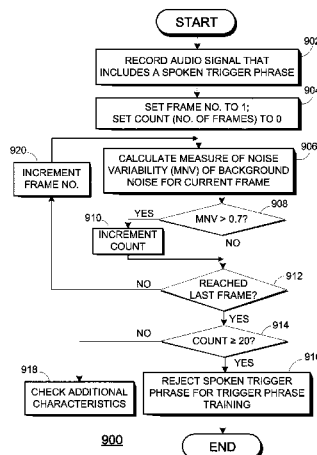 START
902
RECORD AUDIO SIGNAL THAT
INCLUDES A SPOKEN TRIGGER PHRASE
904
SET FRAME NO. TO 1;
SET COUNT (NO. OF FRAMES) TO 0
920
906
INCREMENT
FRAME NO.
CALCULATE MEASURE OF NOISE
VARIABILITY (MNV) OF BACKGROUND
NOISE FOR CURRENT FRAME
908
910
YES
MNV > 0.7?
INCREMENT
COUNT
NO
912
NO
REACHED
LAST FRAME?
YES
914
NO
COUNT ≥ 20?
918
YES
916
CHECK ADDITIONAL
CHARACTERISTICS
REJECT SPOKEN TRIGGER
PHRASE FOR TRIGGER PHRASE
TRAINING
900
END